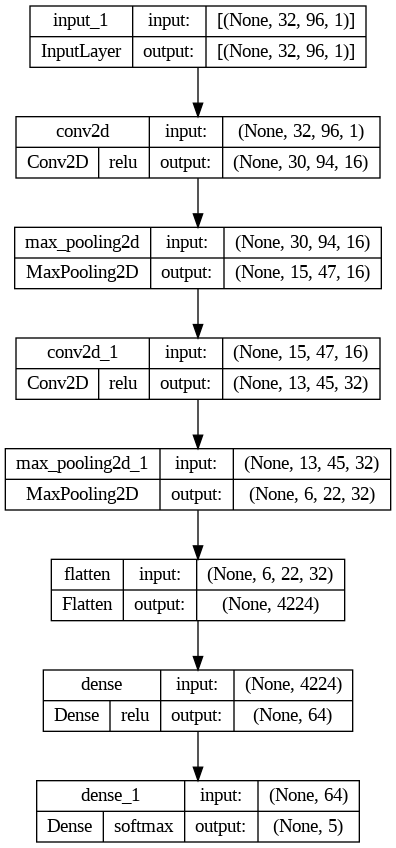 input_1 input: [(None, 32, 96, 1)]
InputLayer output: [(None, 32, 96, 1)]
conv2d input: (None, 32, 96, 1)
Conv2D relu output: (None, 30, 94, 16)
max_pooling2d input: (None, 30, 94, 16)
MaxPooling2D output: (None, 15, 47, 16)
conv2d_1 input: (None, 15, 47, 16)
Conv2D relu output: (None, 13, 45, 32)
max_pooling2d_1 input: (None, 13, 45, 32)
MaxPooling2D output: (None, 6, 22, 32)
flatten input: (None, 6, 22, 32)
Flatten output: (None, 4224)
dense input: (None, 4224)
Dense relu output: (None, 64)
dense_1 input: (None, 64)
Dense softmax output: (None, 5)